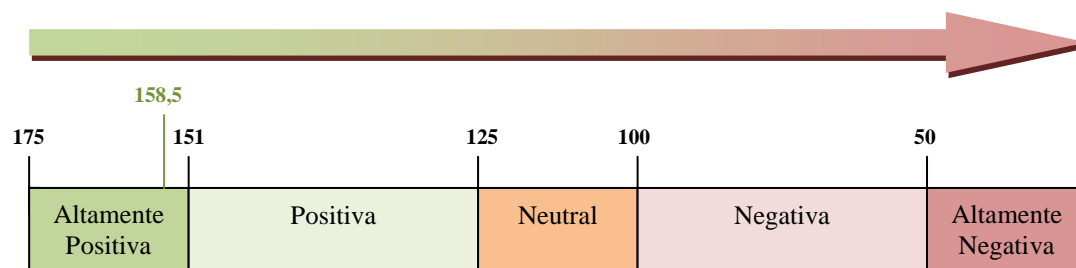 158,5
175 151 125 100 50
Altamente Positiva Neutral Negativa Altamente
Positiva Negativa